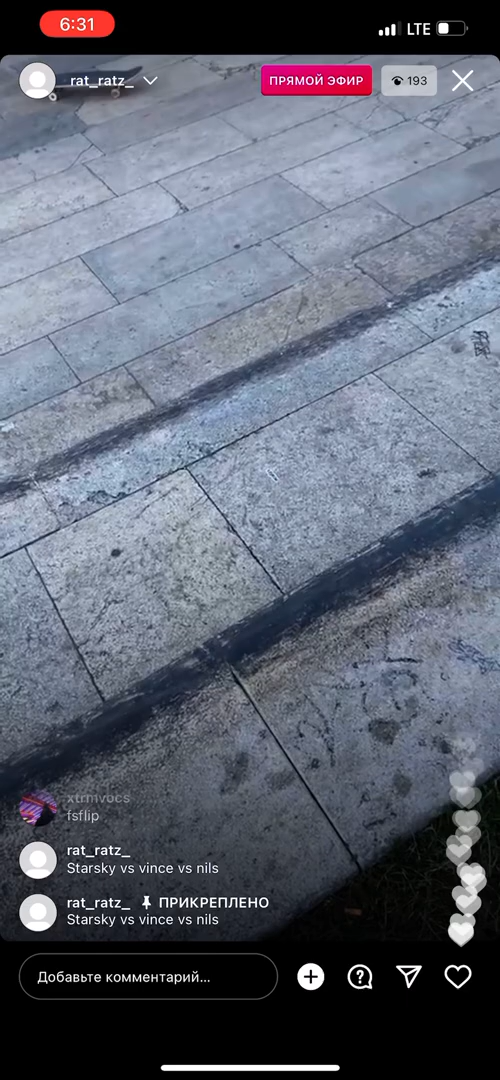 6:31
LTE
rat_ratz_
ПРЯМОЙ ЭФИР
193
xtrmvocs
fsflip
rat_ratz_
Starsky vs vince vs nils
rat_ratz_ ПРИКРЕПЛЕНО
Starsky vs vince vs nils
Добавьте комментарий...